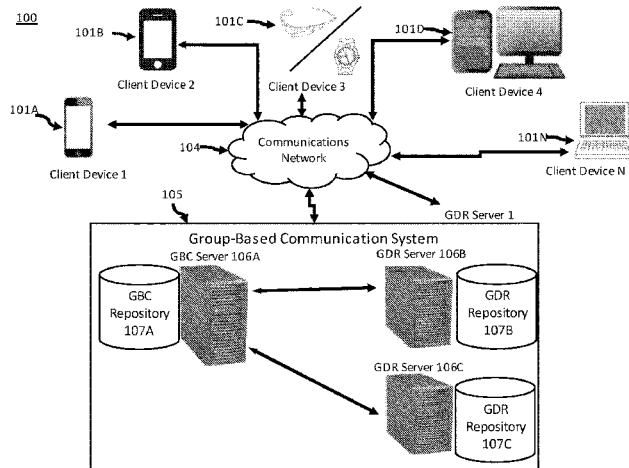 100
101B
Client Device 2
101C
Client Device 3
101D
Client Device 4
101A
Client Device 1
104
Communications
Network
101N
Client Device N
105
GDR Server 1
Group-Based Communication System
GBC Server 106A
GBC
Repository
107A
GDR Server 106B
GDR
Repository
107B
GDR Server 106C
GDR
Repository
107C